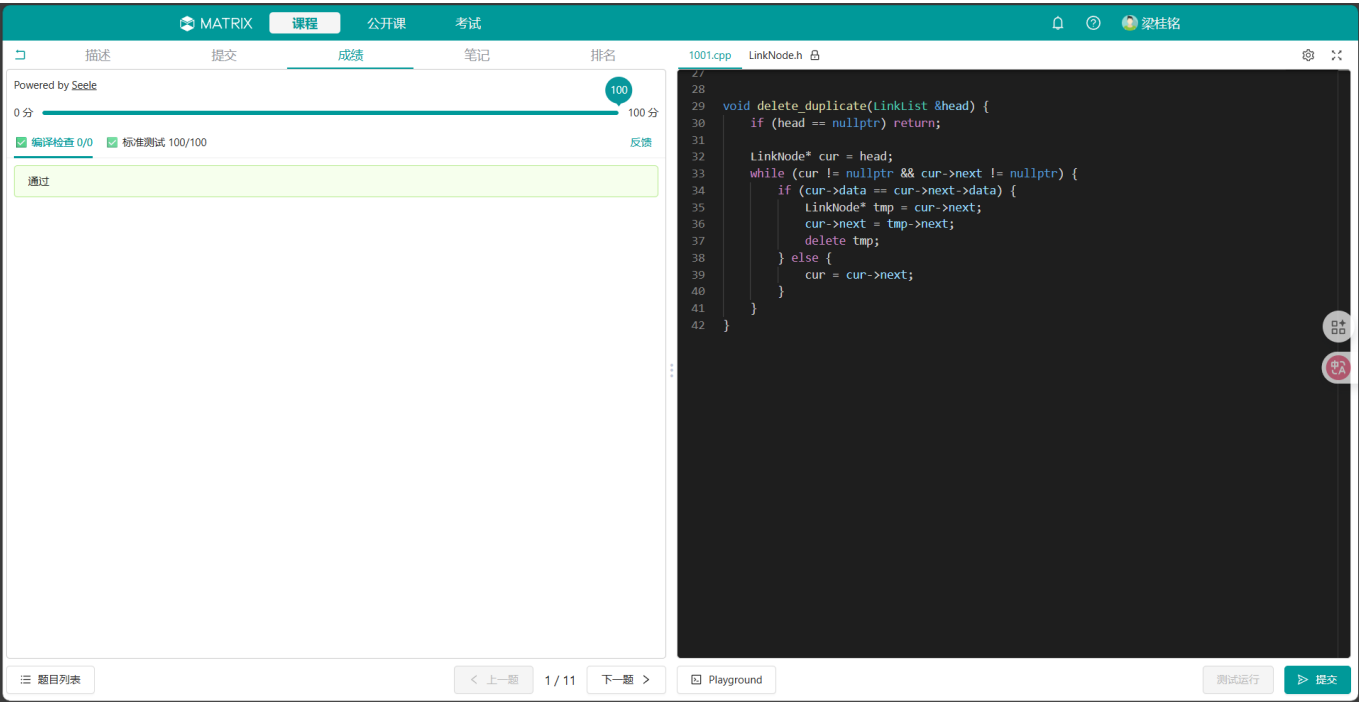 MATRIX 课程 公开课 考试 梁桂铭
描述 提交 成绩 笔记 排名
Powered by Seele
100
0 分 100 分
编译检查 0/0 标准测试 100/100 反馈
通过
题目列表 上一题 1 / 11 下一题
1001.cpp LinkNode.h
27
28
29 void delete_duplicate(LinkList &head) {
30 if (head == nullptr) return;
31
32 LinkNode* cur = head;
33 while (cur != nullptr && cur->next != nullptr) {
34 if (cur->data == cur->next->data) {
35 LinkNode* tmp = cur->next;
36 cur->next = tmp->next;
37 delete tmp;
38 } else {
39 cur = cur->next;
40 }
41 }
42 }
中 A
Playground 测试运行 提交